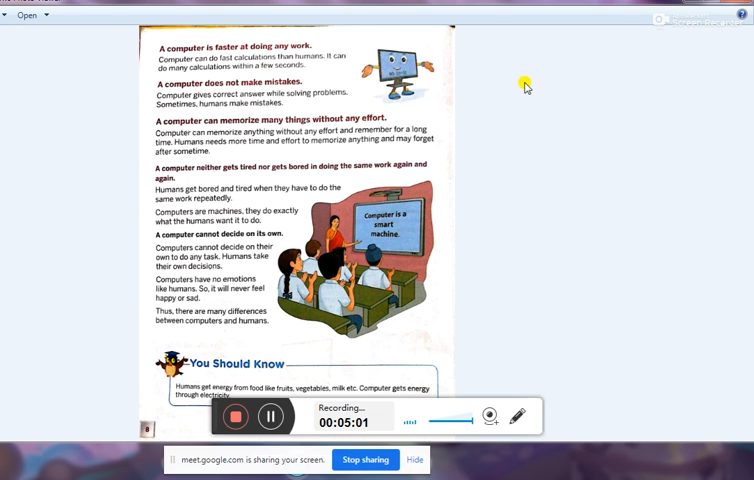 Open
A computer is faster at doing any work.
Computer can do fast calculations than humans. It can
do many calculations within a few seconds.
A computer does not make mistakes.
Computer gives correct answer while solving problems.
Sometimes, humans make mistakes.
A computer can memorize many things without any effort.
Computer can memorize anything without any effort and remember for a long
time. Humans needs more time and effort to memorize anything and may forget
after sometime.
A computer neither gets tired nor gets bored in doing the same work again and
again.
Humans get bored and tired when they have to do the
same work repeatedly.
Computers are machines, they do exactly
what the humans want it to do.
A computer cannot decide on its own.
Computers cannot decide on their
own to do any task. Humans take
their own decisions.
Computers have no emotions
like humans. So, it will never feel
happy or sad.
Thus, there are many differences
between computers and humans.
Computer is a
smart
machine.
You Should Know
Humans get energy from food like fruits, vegetables, milk etc. Computer gets energy
through electricity.
8
Recording...
00:05:01
meet.google.com is sharing your screen.
Stop sharing
Hide